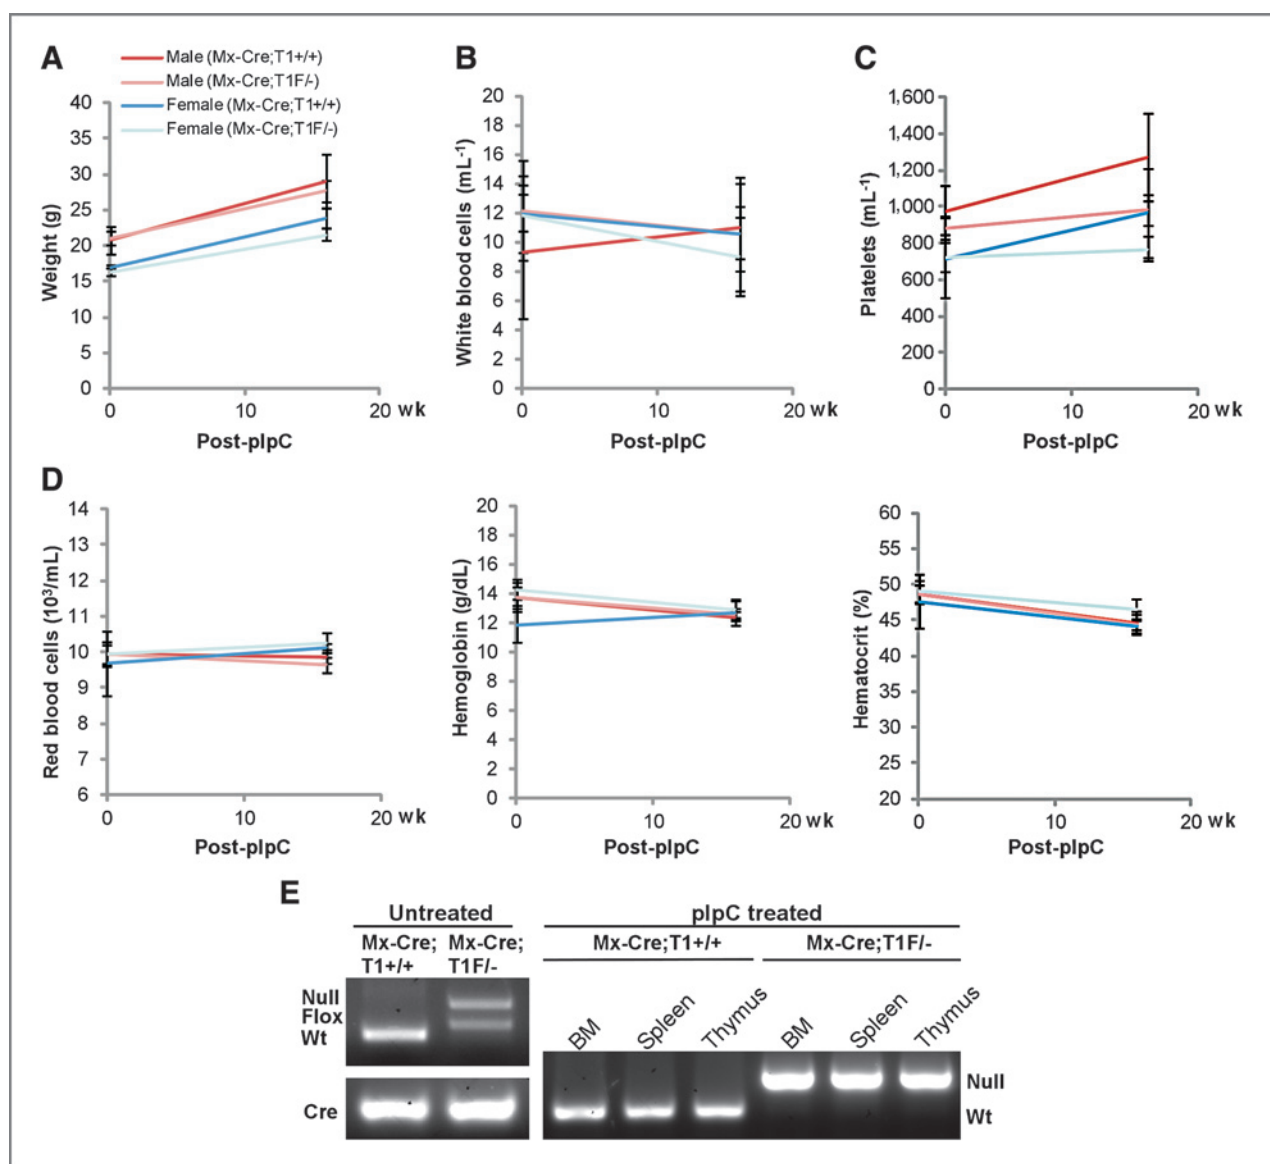 A
Male (Mx-Cre;T1+/+)
Male (Mx-Cre;T1F/-)
Female (Mx-Cre;T1+/+)
Female (Mx-Cre;T1F/-)
Weight (g)
40
35
30
25
20
15
10
5
0
0 10 20 wk
Post-pIpC
B
White blood cells (mL-1)
20
18
16
14
12
10
8
6
4
2
0
0 10 20 wk
Post-pIpC
C
Platelets (mL-1)
1,600
1,400
1,200
1,000
800
600
400
200
0
0 10 20 wk
Post-pIpC
D
Red blood cells (10³/mL)
14
13
12
11
10
9
8
7
6
0 10 20 wk
Post-pIpC
Hemoglobin (g/dL)
20
18
16
14
12
10
8
6
4
2
0
0 10 20 wk
Post-pIpC
Hematocrit (%)
60
55
50
45
40
35
30
25
20
0 10 20 wk
Post-pIpC
E
Untreated
pIpC treated
Mx-Cre; Mx-Cre;
T1+/+ T1F/-
Mx-Cre;T1+/+ Mx-Cre;T1F/-
BM Spleen Thymus BM Spleen Thymus
Null
Flox
Wt
Cre
Null
Wt